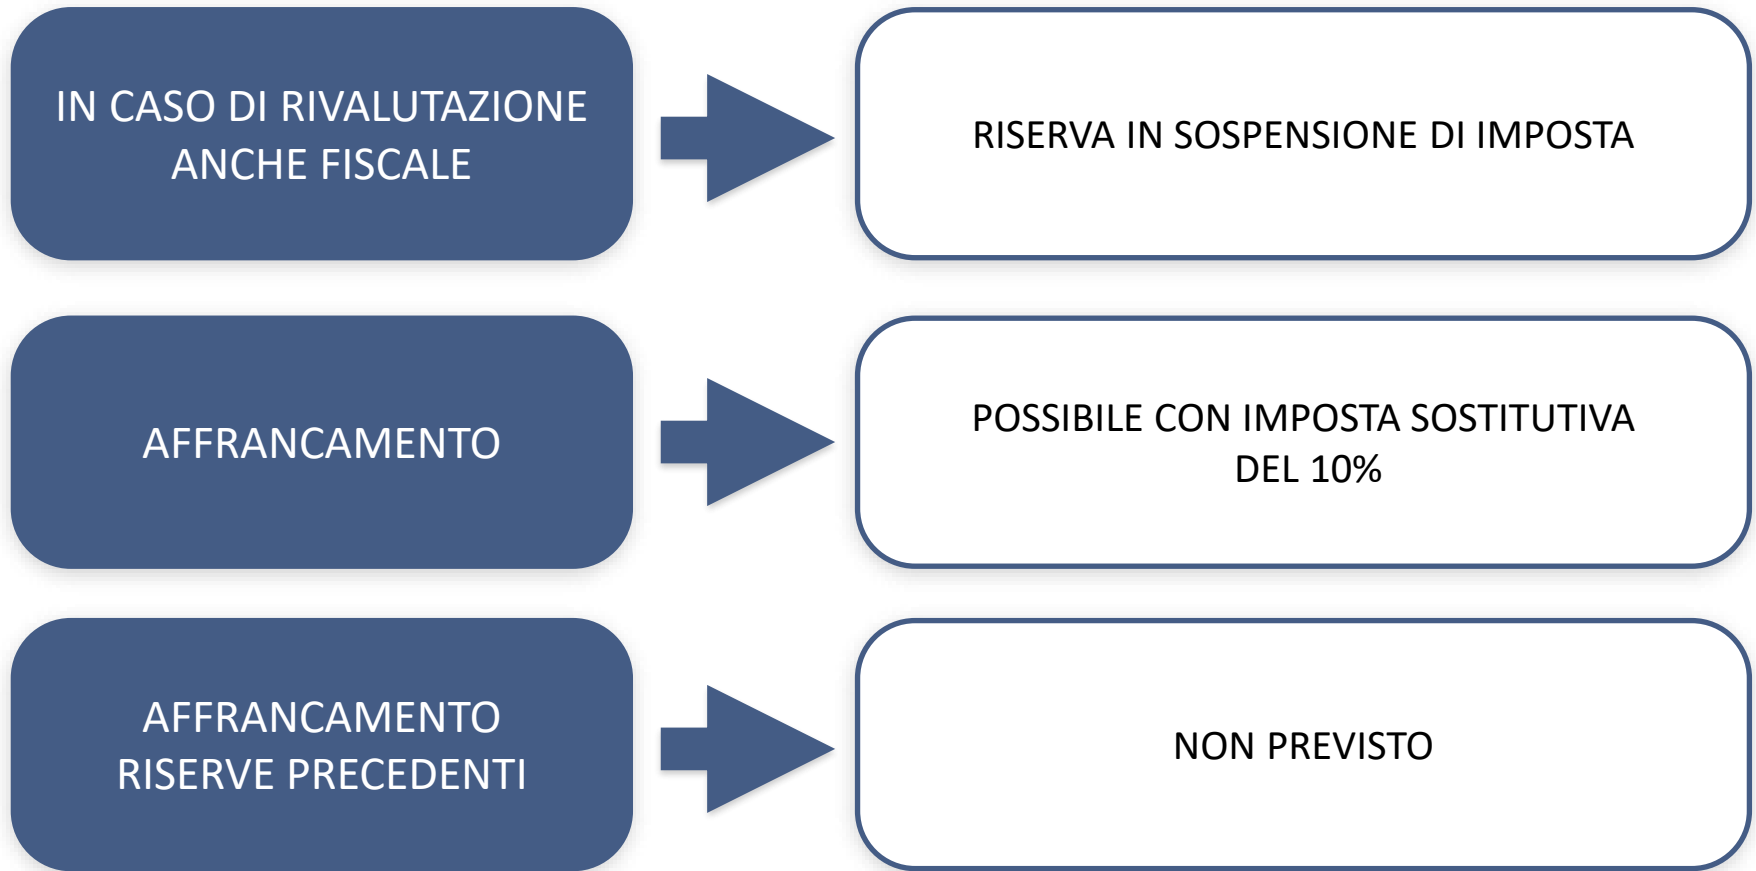 IN CASO DI RIVALUTAZIONE
ANCHE FISCALE
RISERVA IN SOSPENSIONE DI IMPOSTA
AFFRANCAMENTO
POSSIBILE CON IMPOSTA SOSTITUTIVA
DEL 10%
AFFRANCAMENTO
RISERVE PRECEDENTI
NON PREVISTO